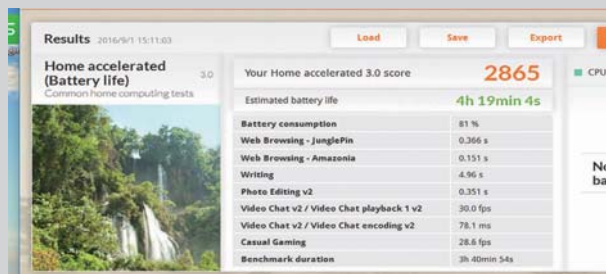 5
Results 2016/9/1 15:11:03 Load Save Export
Home accelerated
(Battery life)
3.0
Common home computing tests
Your Home accelerated 3.0 score 2865
Estimated battery life 4h 19min 4s
Battery consumption 81 %
Web Browsing - JunglePin 0.366 s
Web Browsing - Amazonia 0.151 s
Writing 4.96 s
Photo Editing v2 0.351 s
Video Chat v2 / Video Chat playback 1 v2 30.0 fps
Video Chat v2 / Video Chat encoding v2 78.1 ms
Casual Gaming 28.6 fps
Benchmark duration 3h 40min 54s
CPU